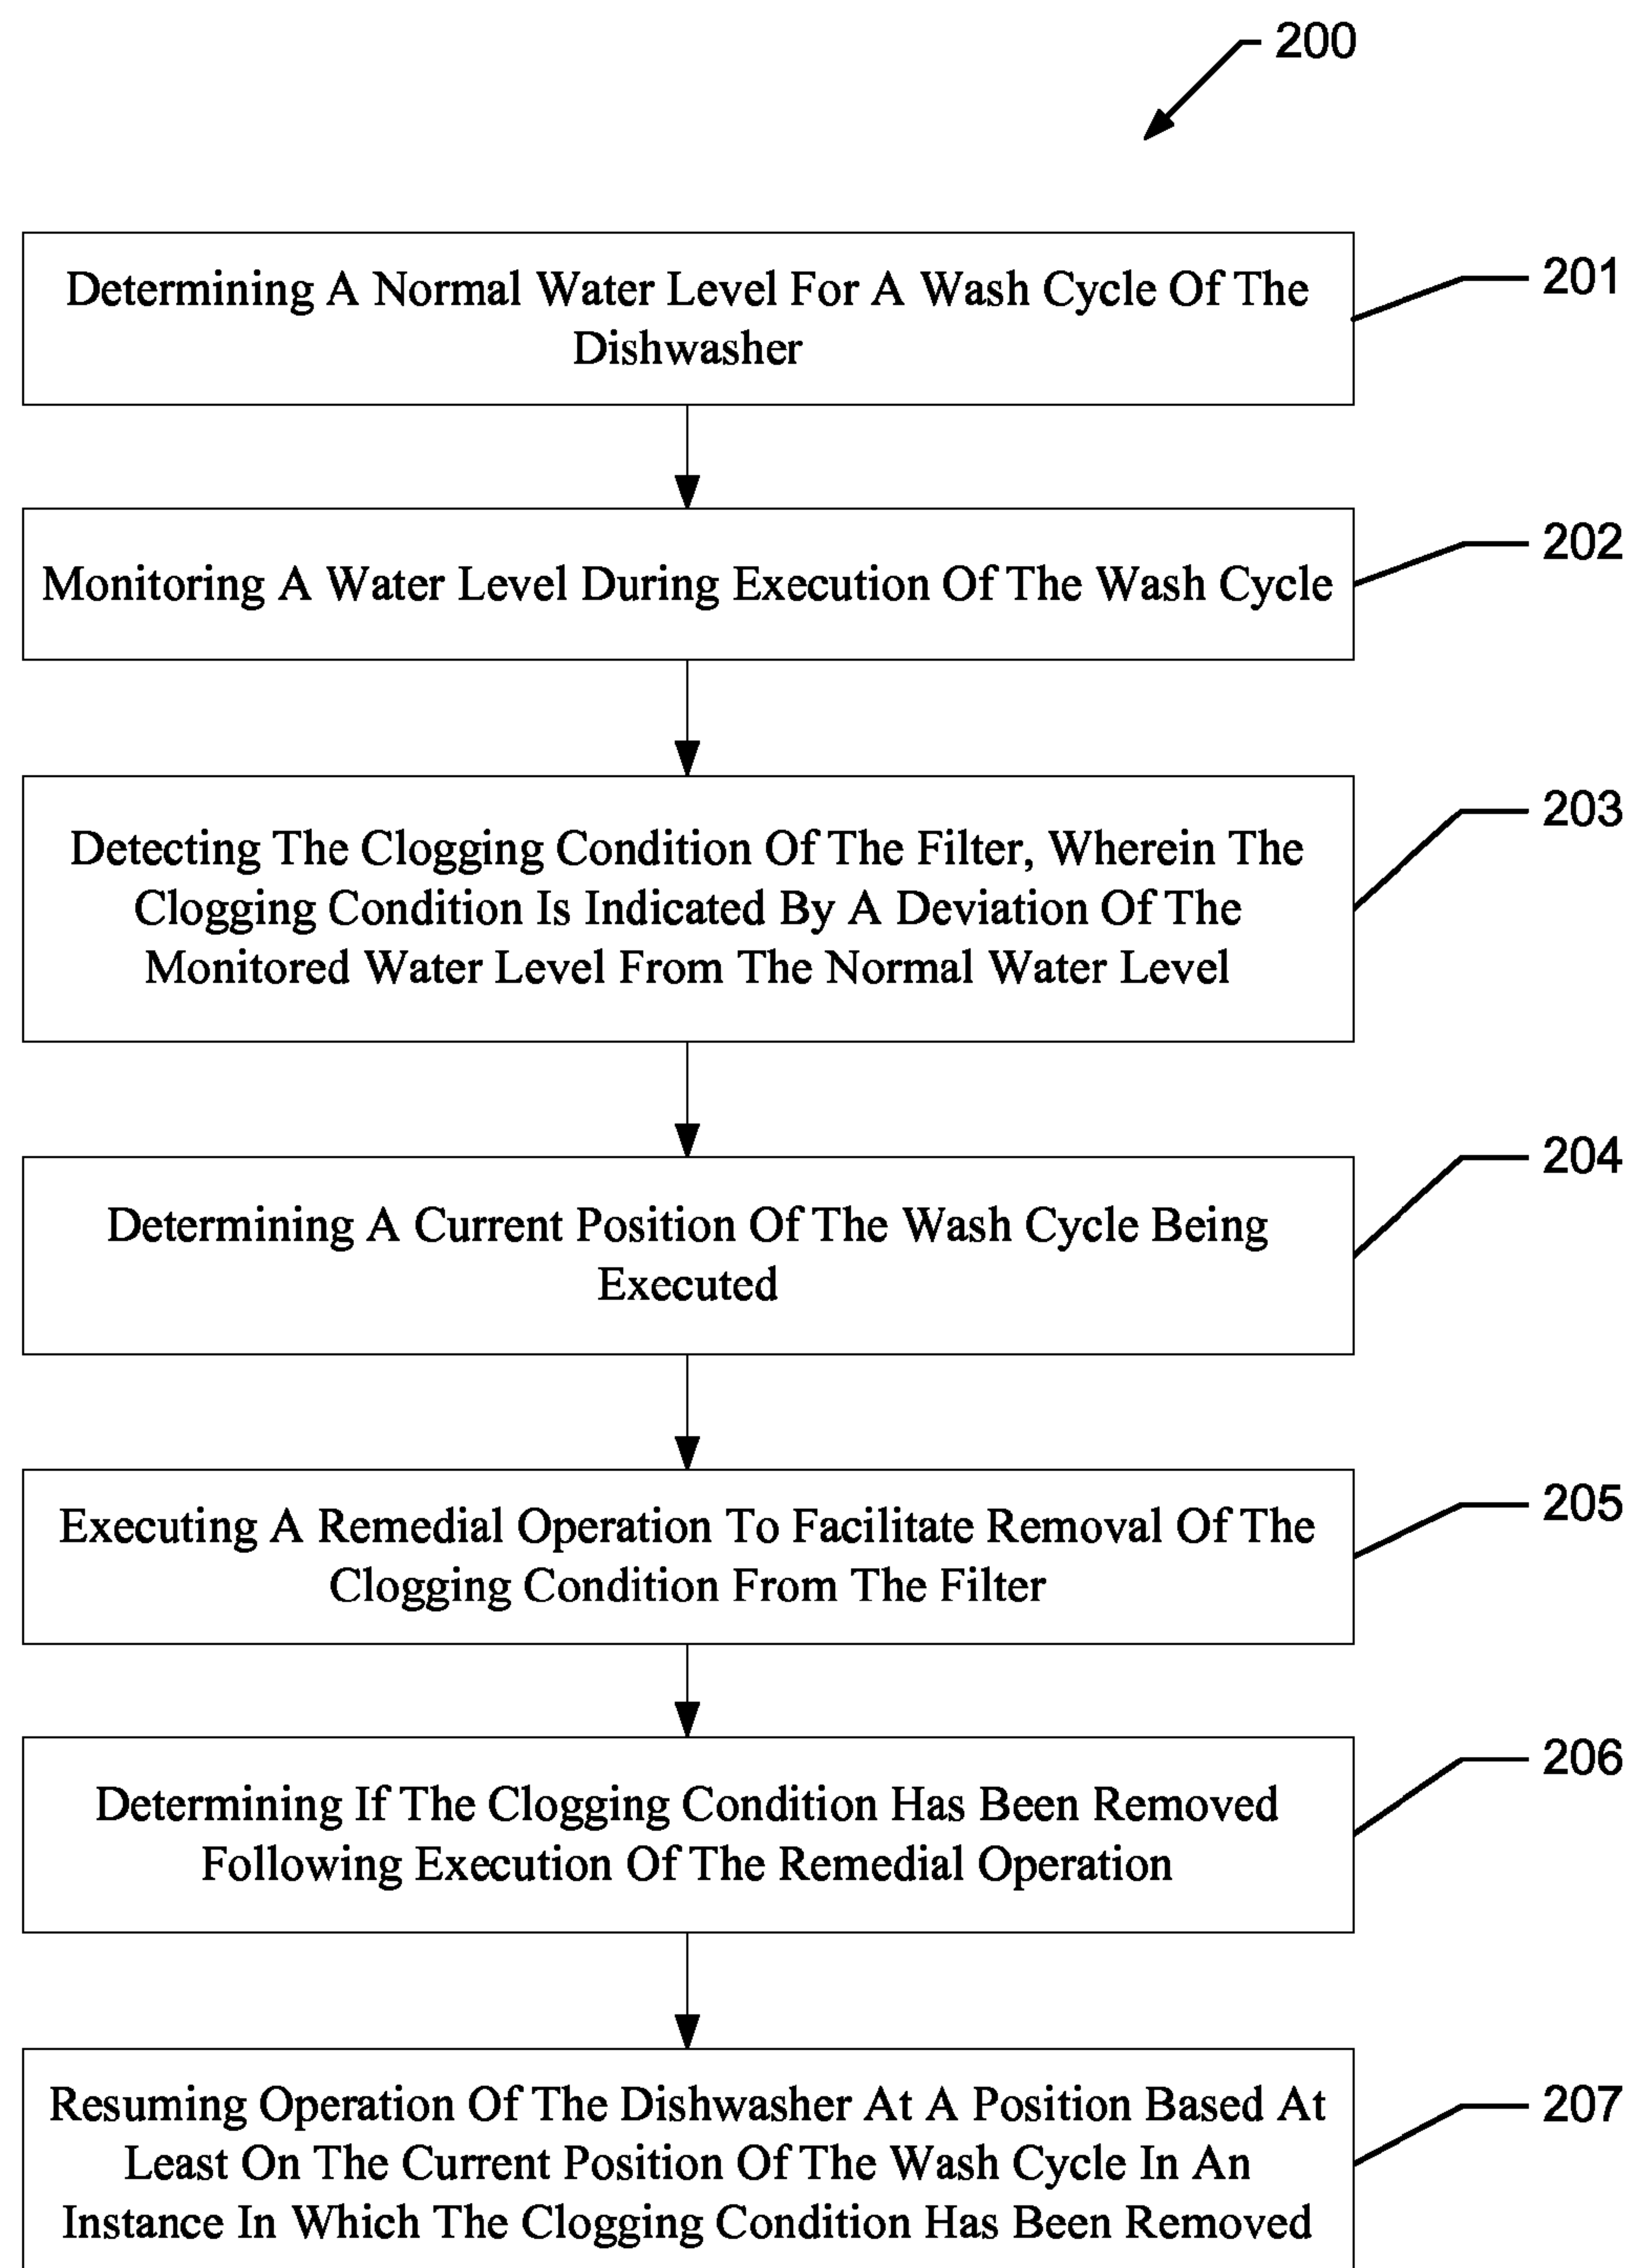 200
Determining A Normal Water Level For A Wash Cycle Of The
Dishwasher
201
Monitoring A Water Level During Execution Of The Wash Cycle
202
Detecting The Clogging Condition Of The Filter, Wherein The
Clogging Condition Is Indicated By A Deviation Of The
Monitored Water Level From The Normal Water Level
203
Determining A Current Position Of The Wash Cycle Being
Executed
204
Executing A Remedial Operation To Facilitate Removal Of The
Clogging Condition From The Filter
205
Determining If The Clogging Condition Has Been Removed
Following Execution Of The Remedial Operation
206
Resuming Operation Of The Dishwasher At A Position Based At
Least On The Current Position Of The Wash Cycle In An
Instance In Which The Clogging Condition Has Been Removed
207